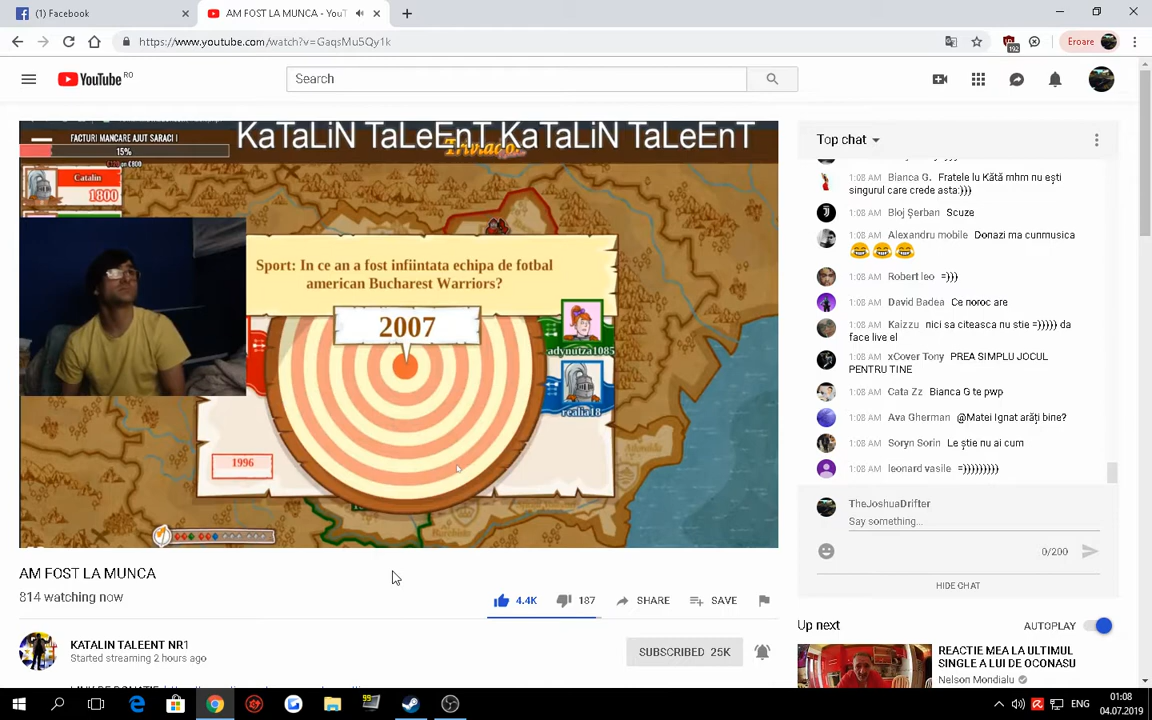 (1) Facebook
AM FOST LA MUNCA - YouT
https://www.youtube.com/watch?v=GaqsMu5Qy1k
192
Eroare
YouTube RO
Search
FACTURI MANCARE AJUT SARACI !
15%
KaTaLiN TaLeEnT KaTaLiN TaLeEnT
Triviador
Catalin
1800
Sport: In ce an a fost infiintata echipa de fotbal
american Bucharest Warriors?
2007
adynutza1085
realia18
1996
AM FOST LA MUNCA
814 watching now
4.4K
187
SHARE
SAVE
KATALIN TALEENT NR1
Started streaming 2 hours ago
SUBSCRIBED 25K
Top chat
1:08 AM Bianca G. Fratele lu Kătă mhm nu ești
singurul care crede asta:)))
1:08 AM Bloj Șerban Scuze
1:08 AM Alexandru mobile Donazi ma cunmusica
1:08 AM Robert leo =)))
1:08 AM David Badea Ce noroc are
1:08 AM Kaizzu nici sa citeasca nu stie =))))) da
face live el
1:08 AM xCover Tony PREA SIMPLU JOCUL
PENTRU TINE
1:08 AM Cata Zz Bianca G te pwp
1:08 AM Ava Gherman @Matei Ignat arăți bine?
1:08 AM Soryn Sorin Le știe nu ai cum
1:08 AM leonard vasile =)))))))))
TheJoshuaDrifter
Say something...
0/200
HIDE CHAT
Up next
AUTOPLAY
REACTIE MEA LA ULTIMUL
SINGLE A LUI DE OCONASU
Nelson Mondialu
99
ENG
01:08
04.07.2019